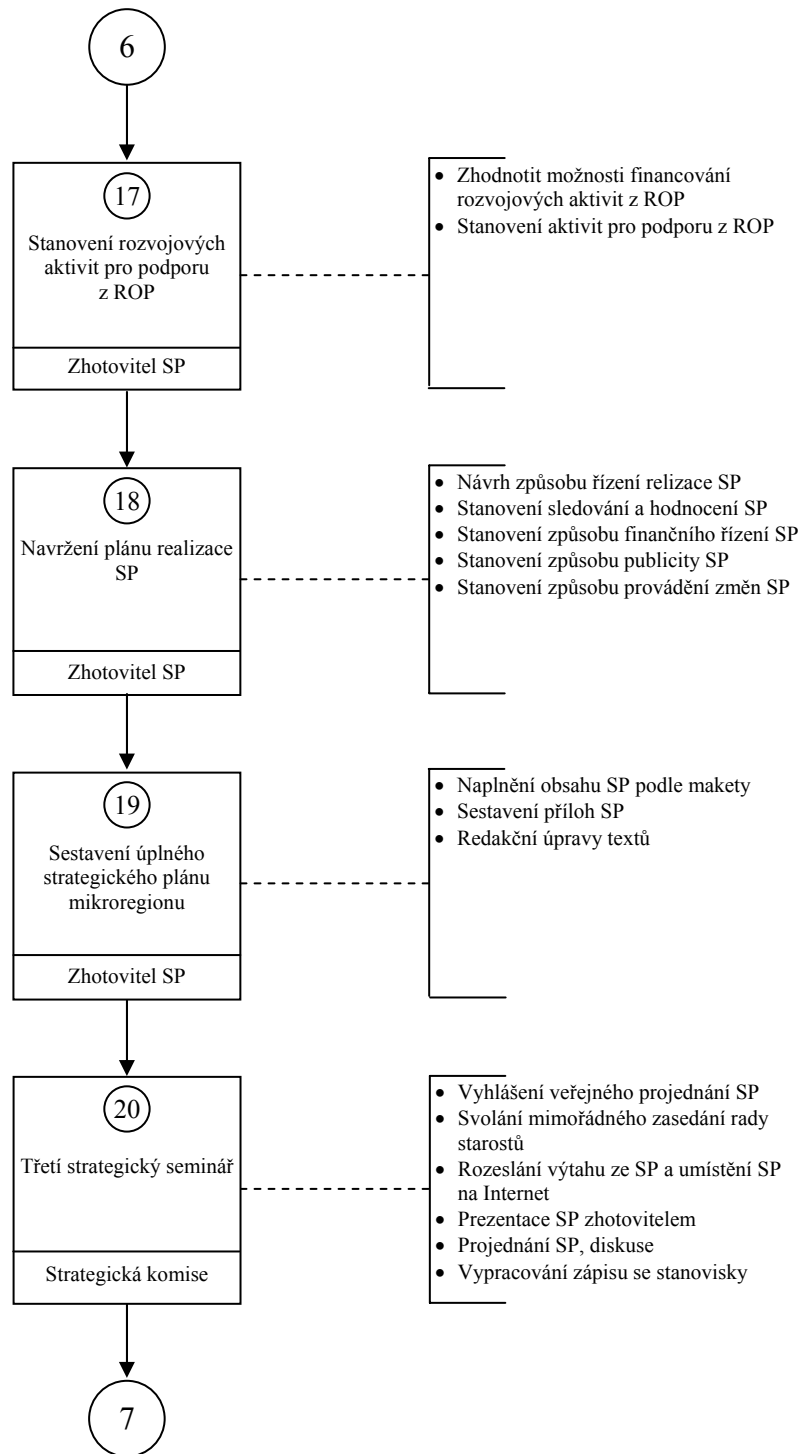 6
17
Stanovení rozvojových
aktivit pro podporu
z ROP
Zhotovitel SP
• Zhodnotit možnosti financování
rozvojových aktivit z ROP
• Stanovení aktivit pro podporu z ROP
18
Navržení plánu realizace
SP
Zhotovitel SP
• Návrh způsobu řízení relizace SP
• Stanovení sledování a hodnocení SP
• Stanovení způsobu finančního řízení SP
• Stanovení způsobu publicity SP
• Stanovení způsobu provádění změn SP
19
Sestavení úplného
strategického plánu
mikroregionu
Zhotovitel SP
• Naplnění obsahu SP podle makety
• Sestavení příloh SP
• Redakční úpravy textů
20
Třetí strategický seminář
Strategická komise
• Vyhlášení veřejného projednání SP
• Svolání mimořádného zasedání rady
starostů
• Rozeslání výtahu ze SP a umístění SP
na Internet
• Prezentace SP zhotovitelem
• Projednání SP, diskuse
• Vypracování zápisu se stanovisky
7